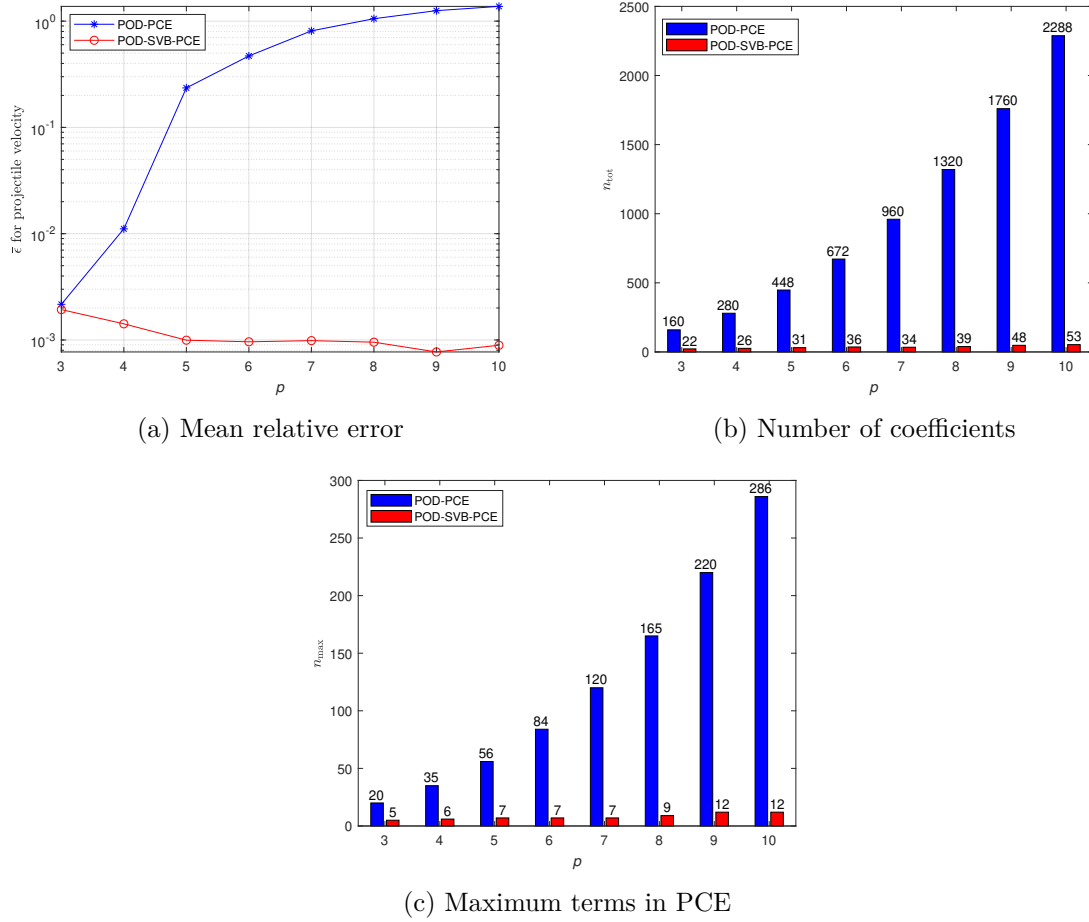 POD-PCE
POD-SVB-PCE
10^0
10^-1
10^-2
10^-3
ε̄ for projectile velocity
3 4 5 6 7 8 9 10
p
(a) Mean relative error
POD-PCE
POD-SVB-PCE
2500
2000
1500
1000
500
0
n_tot
160 280 448 672 960 1320 1760 2288
22 26 31 36 34 39 48 53
3 4 5 6 7 8 9 10
p
(b) Number of coefficients
POD-PCE
POD-SVB-PCE
300
250
200
150
100
50
0
n_max
20 35 56 84 120 165 220 286
5 6 7 7 7 9 12 12
3 4 5 6 7 8 9 10
p
(c) Maximum terms in PCE